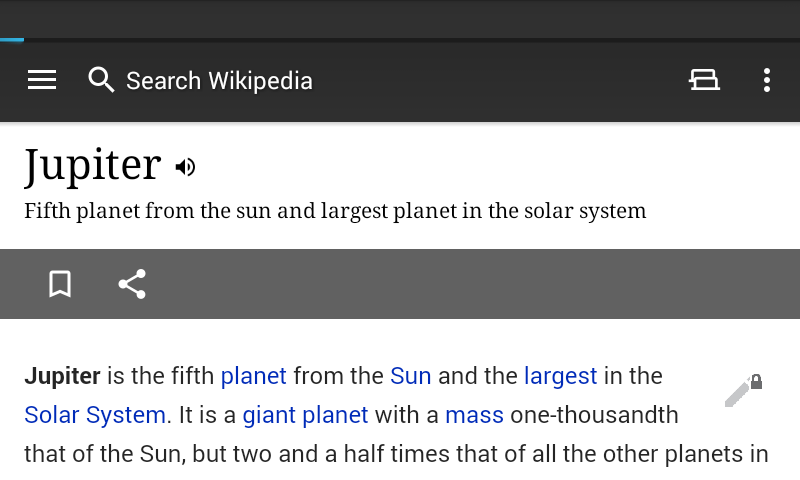 Search Wikipedia
Jupiter
Fifth planet from the sun and largest planet in the solar system
Jupiter is the fifth planet from the Sun and the largest in the
Solar System. It is a giant planet with a mass one-thousandth
that of the Sun, but two and a half times that of all the other planets in